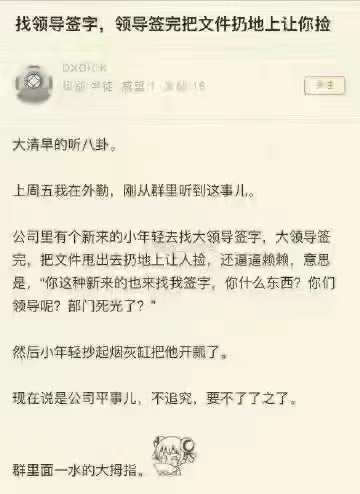 找领导签字，领导签完把文件扔地上让你捡
大清早的听八卦。
上周五我在外勤，刚从群里听到这事儿。
公司里有个新来的小年轻去找大领导签字，大领导签
完，把文件甩出去扔地上让人捡，还逼逼赖赖，意思
是，“你这种新来的也来找我签字，你什么东西？你们
领导呢？部门死光了？”
然后小年轻抄起烟灰缸把他开瓢了。
现在说是公司平事儿，不追究，要不了了之了。
群里面一水的大拇指。